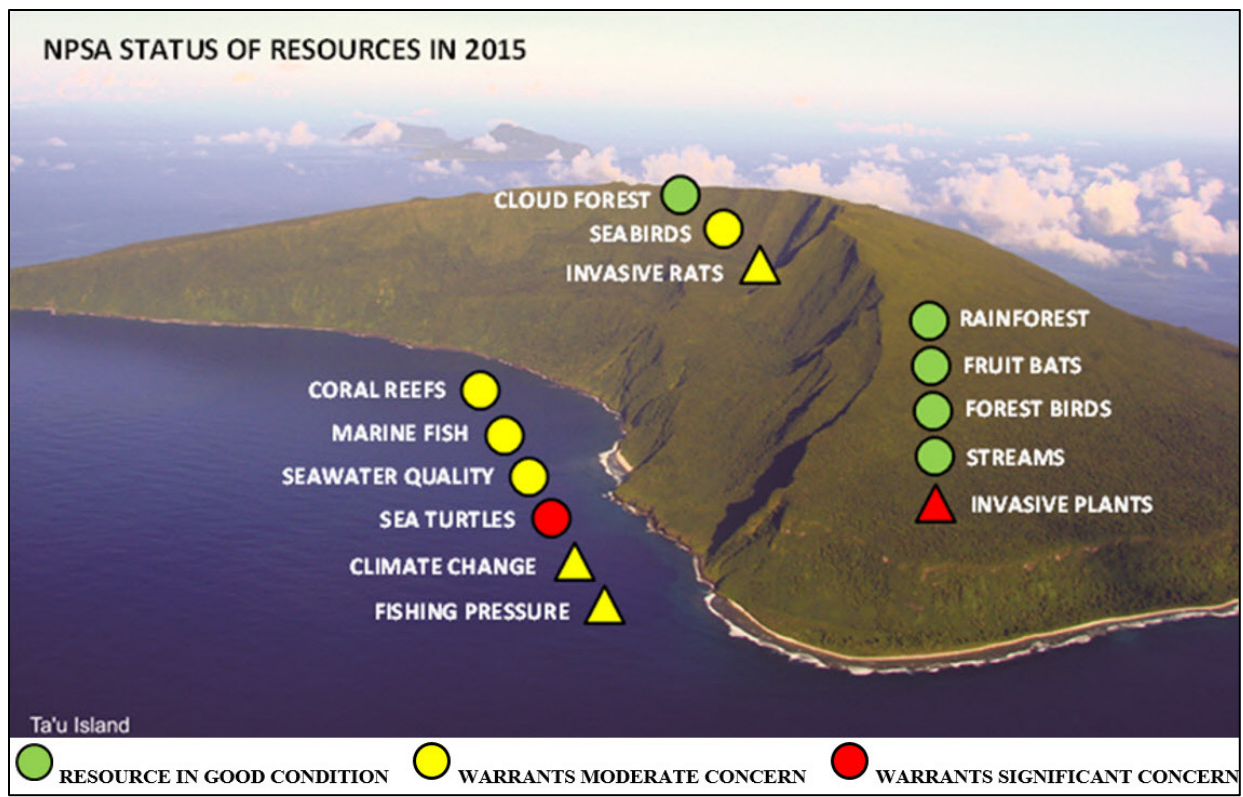 NPSA STATUS OF RESOURCES IN 2015
CLOUD FOREST
SEABIRDS
INVASIVE RATS
RAINFOREST
FRUIT BATS
FOREST BIRDS
STREAMS
INVASIVE PLANTS
CORAL REEFS
MARINE FISH
SEAWATER QUALITY
SEA TURTLES
CLIMATE CHANGE
FISHING PRESSURE
Ta'u Island
RESOURCE IN GOOD CONDITION
WARRANTS MODERATE CONCERN
WARRANTS SIGNIFICANT CONCERN